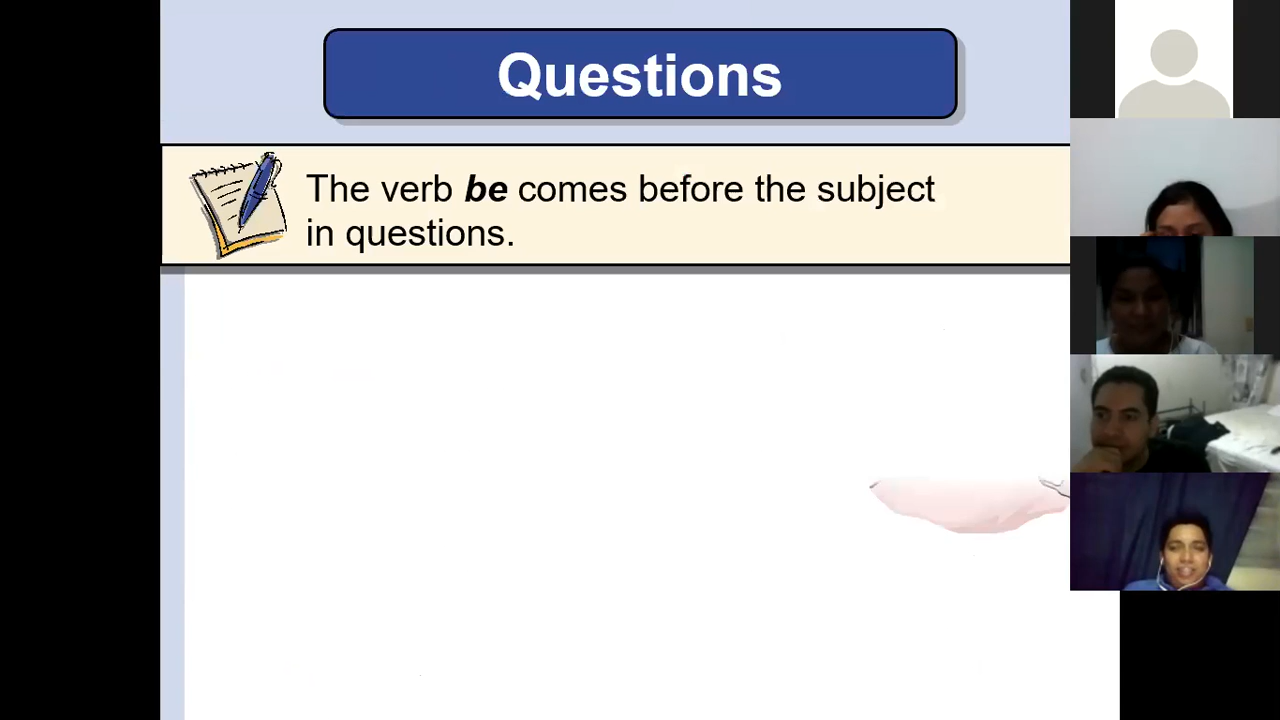 Questions
The verb be comes before the subject
in questions.